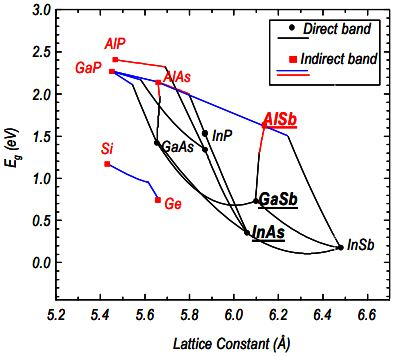 3.0
2.5
2.0
1.5
1.0
0.5
0.0
E_g (eV)
Direct band
Indirect band
AlP
GaP
AlAs
AlSb
InP
GaAs
Si
Ge
GaSb
InAs
InSb
5.2 5.4 5.6 5.8 6.0 6.2 6.4 6.6
Lattice Constant (Å)